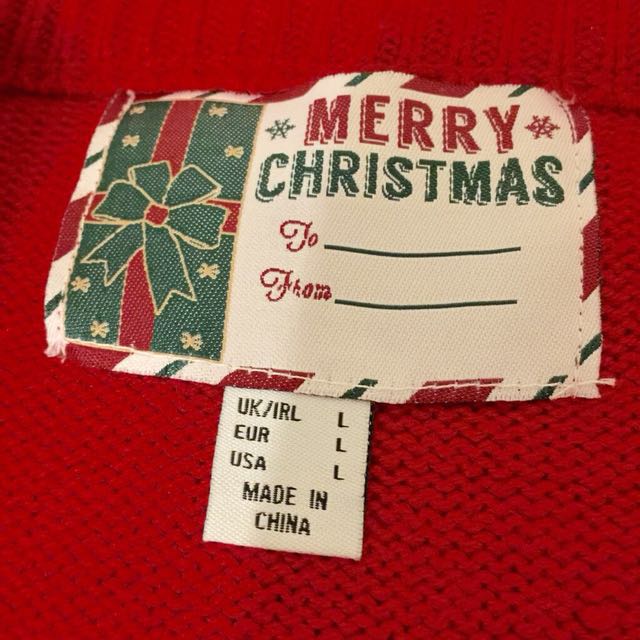 MERRY
CHRISTMAS
To
From
UK/IRL L
EUR L
USA L
MADE IN
CHINA